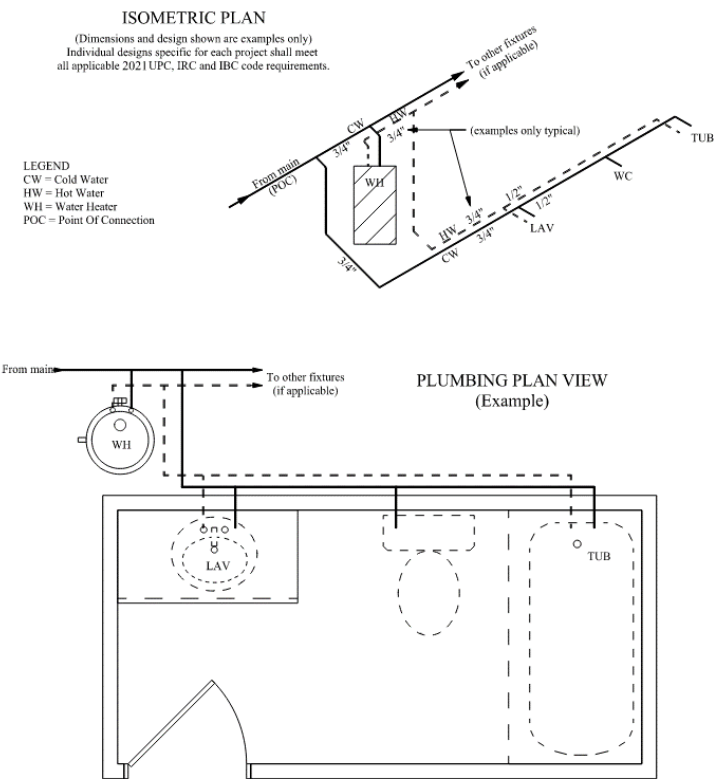 ISOMETRIC PLAN
(Dimensions and design shown are examples only)
Individual designs specific for each project shall meet
all applicable 2021UPC, IRC and IBC code requirements.
To other fixtures
(if applicable)
CW
HW
3/4"
3/4"
(examples only typical)
TUB
From main
(POC)
WH
WC
LEGEND
CW = Cold Water
HW = Hot Water
WH = Water Heater
POC = Point Of Connection
1/2"
1/2"
3/4"
HW
3/4"
LAV
CW
3/4"
From main
To other fixtures
(if applicable)
PLUMBING PLAN VIEW
(Example)
WH
LAV
TUB